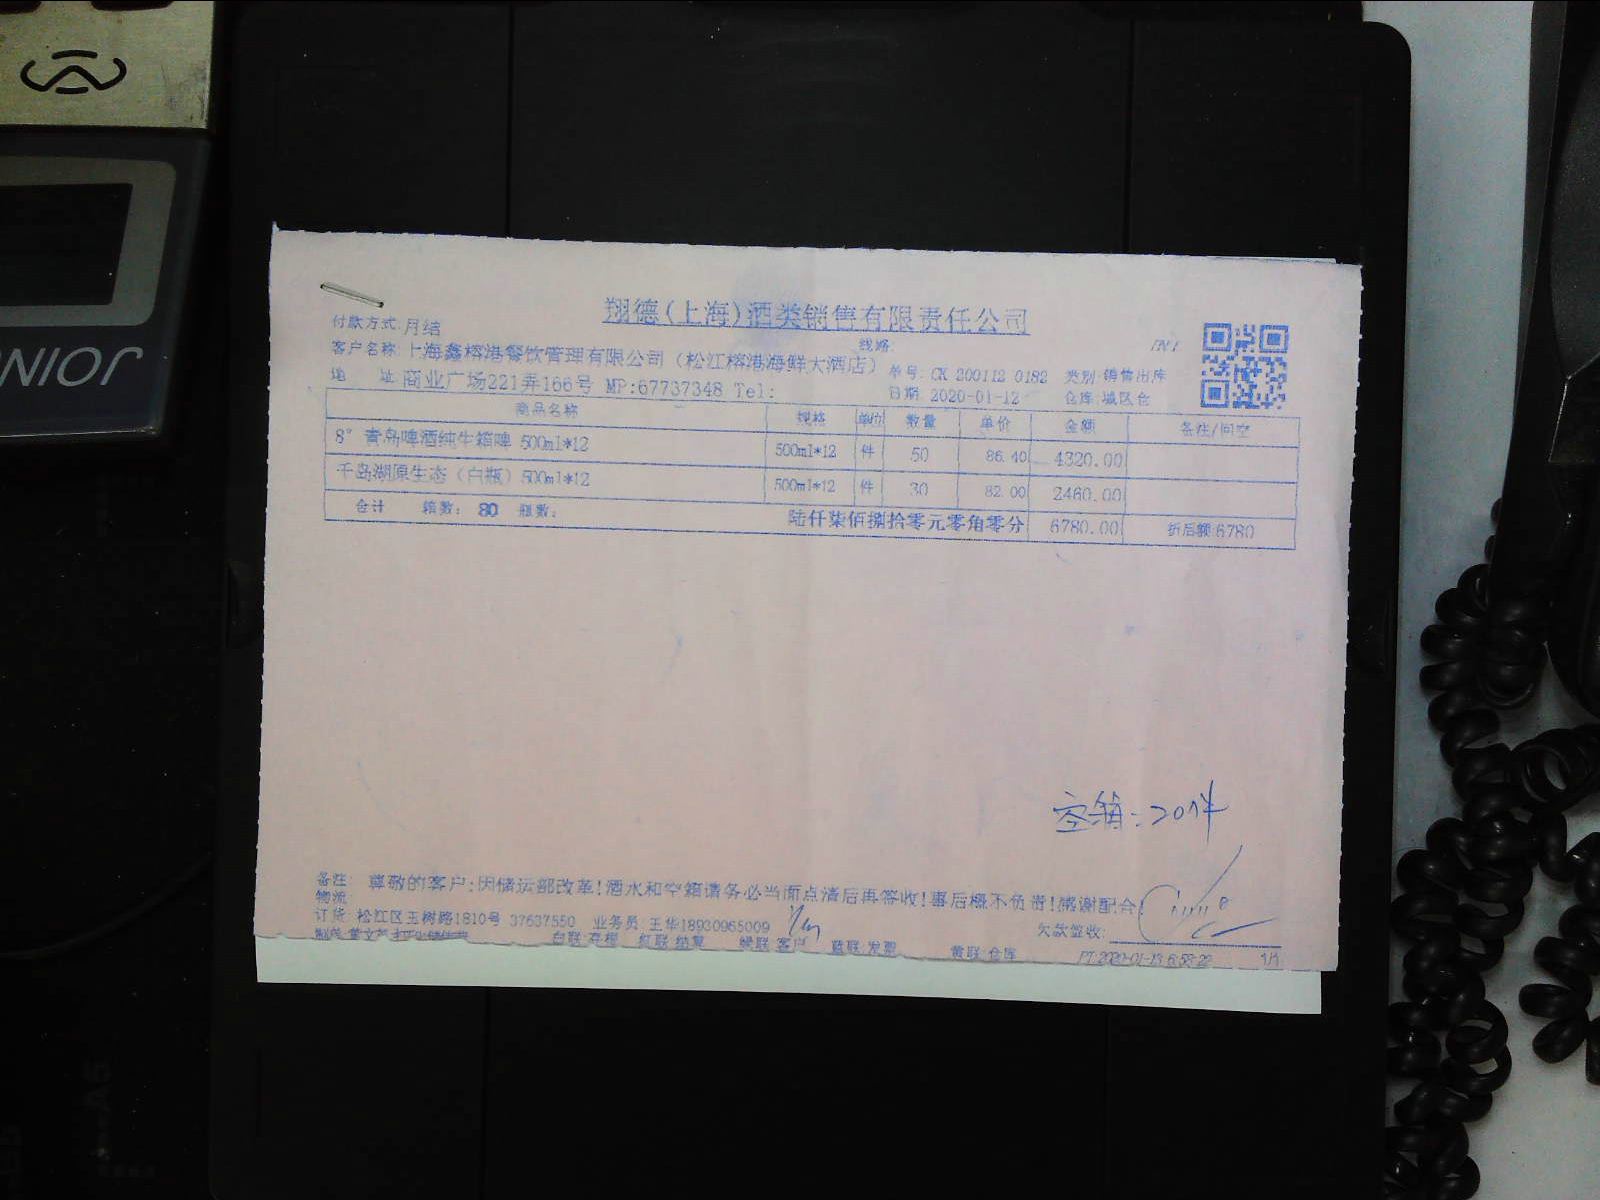 翔德(上海)酒类销售有限责任公司
付款方式:月结
线路:
客户名称:上海鑫榕港餐饮管理有限公司（松江榕港海鲜大酒店）
单号: CK 200112 0182 类别:销售出库
地 址:商业广场221弄166号 MP:67737348 Tel:
日期: 2020-01-12 仓库:城区仓
商品名称 规格 单位 数量 单价 金额 备注/回空
8° 青岛啤酒纯生箱啤 500ml*12 500ml*12 件 50 86.40 4320.00
千岛湖原生态（白瓶）500ml*12 500ml*12 件 30 82.00 2460.00
合计 箱数: 80 瓶数: 陆仟柒佰捌拾零元零角零分 6780.00 折后额:6780
空箱:20件
备注: 尊敬的客户:因储运部改革!酒水和空箱请务必当面点清后再签收!事后概不负责!感谢配合!
物流:
订货: 松江区玉树路1810号 37637550 业务员:王华18930965009
欠款签收:
白联:存根 红联:结算 绿联:客户 蓝联:发票 黄联:仓库 PT:2020-01-13 6:58:22 1/1
JOIN